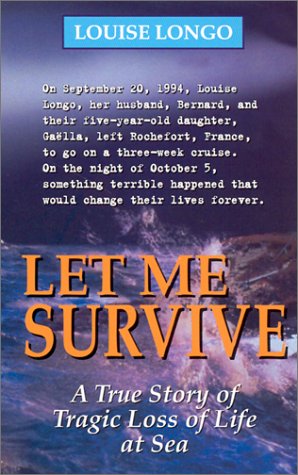 LOUISE LONGO
On September 20, 1994, Louise
Longo, her husband, Bernard, and
their five-year-old daughter,
Gaëlla, left Rochefort, France,
to go on a three-week cruise.
On the night of October 5,
something terrible happened that
would change their lives forever.
LET ME
SURVIVE
A True Story of
Tragic Loss of Life
at Sea